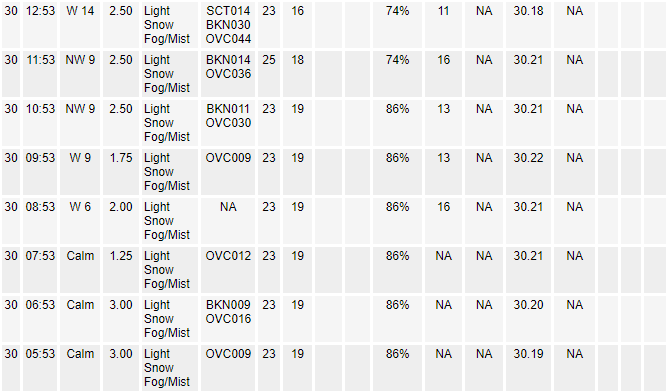 30 12:53 W 14 2.50 Light Snow Fog/Mist SCT014 BKN030 OVC044 23 16 74% 11 NA 30.18 NA
30 11:53 NW 9 2.50 Light Snow Fog/Mist BKN014 OVC036 25 18 74% 16 NA 30.21 NA
30 10:53 NW 9 2.50 Light Snow Fog/Mist BKN011 OVC030 23 19 86% 13 NA 30.21 NA
30 09:53 W 9 1.75 Light Snow Fog/Mist OVC009 23 19 86% 13 NA 30.22 NA
30 08:53 W 6 2.00 Light Snow Fog/Mist NA 23 19 86% 16 NA 30.21 NA
30 07:53 Calm 1.25 Light Snow Fog/Mist OVC012 23 19 86% NA NA 30.21 NA
30 06:53 Calm 3.00 Light Snow Fog/Mist BKN009 OVC016 23 19 86% NA NA 30.20 NA
30 05:53 Calm 3.00 Light Snow Fog/Mist OVC009 23 19 86% NA NA 30.19 NA